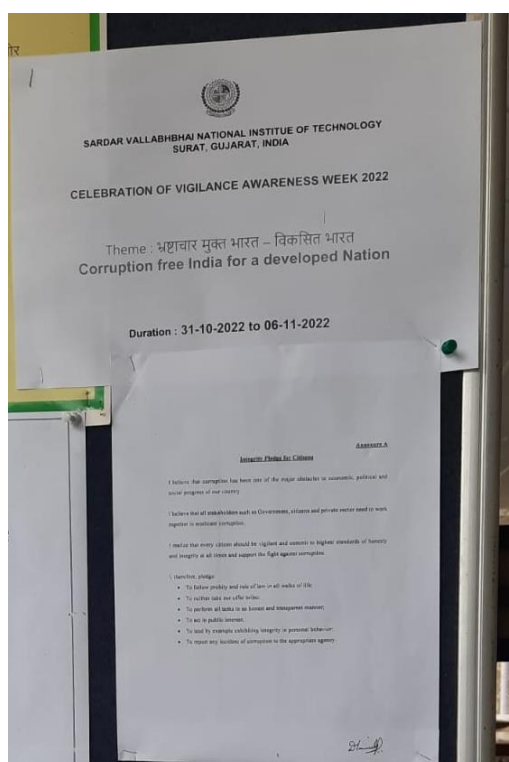 ोर
SARDAR VALLABHBHAI NATIONAL INSTITUE OF TECHNOLOGY
SURAT, GUJARAT, INDIA
CELEBRATION OF VIGILANCE AWARENESS WEEK 2022
Theme : भ्रष्टाचार मुक्त भारत – विकसित भारत
Corruption free India for a developed Nation
Duration : 31-10-2022 to 06-11-2022
Annexure A
Integrity Pledge for Citizens
I believe that corruption has been one of the major obstacles to economic, political and
social progress of our country.
I believe that all stakeholders such as Government, citizens and private sector need to work
together to eradicate corruption.
I realise that every citizen should be vigilant and commit to highest standards of honesty
and integrity at all times and support the fight against corruption.
I, therefore, pledge:
• To follow probity and rule of law in all walks of life;
• To neither take nor offer bribe;
• To perform all tasks in an honest and transparent manner;
• To act in public interest;
• To lead by example exhibiting integrity in personal behavior;
• To report any incident of corruption to the appropriate agency.